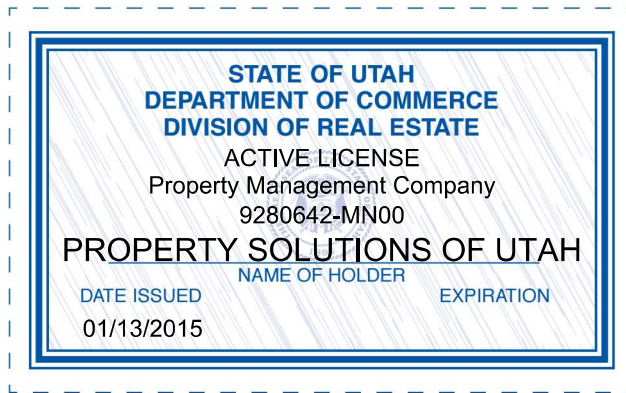 STATE OF UTAH
DEPARTMENT OF COMMERCE
DIVISION OF REAL ESTATE
ACTIVE LICENSE
Property Management Company
9280642-MN00
PROPERTY SOLUTIONS OF UTAH
NAME OF HOLDER
DATE ISSUED EXPIRATION
01/13/2015